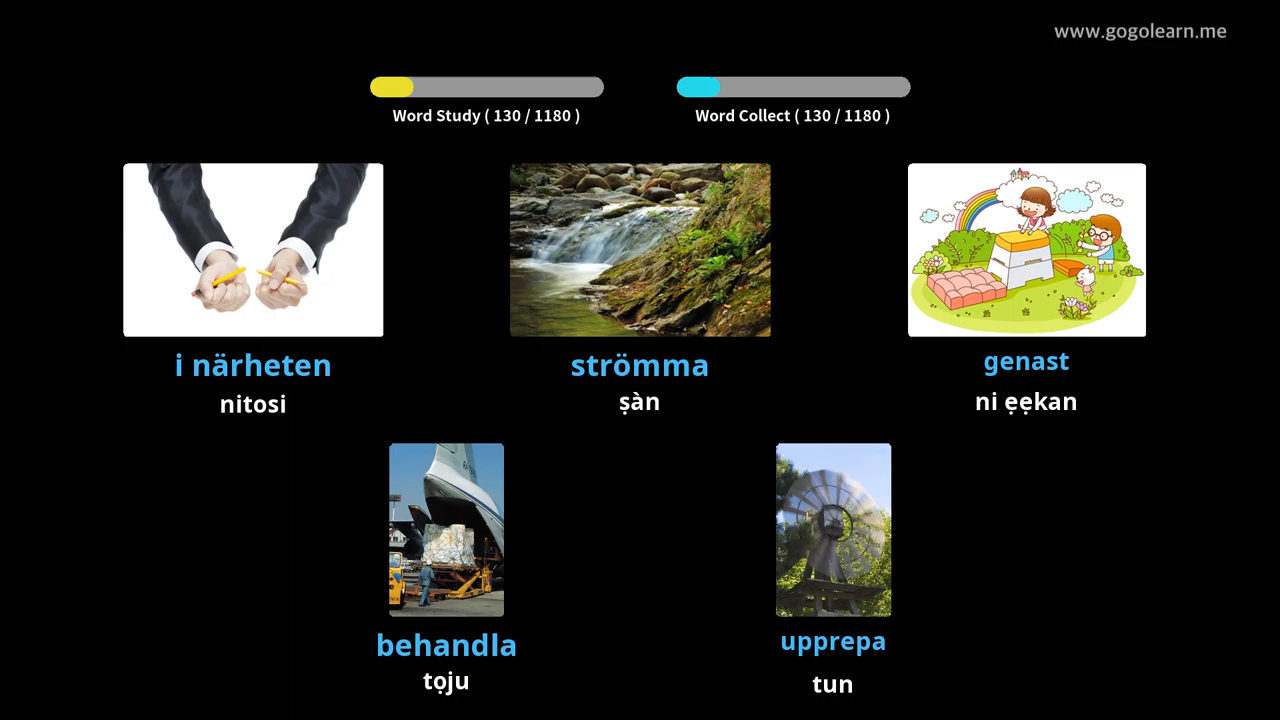 www.gogolearn.me
Word Study ( 130 / 1180 )
Word Collect ( 130 / 1180 )
i närheten
nitosi
strömma
ṣàn
genast
ni ẹẹkan
behandla
tọju
upprepa
tun